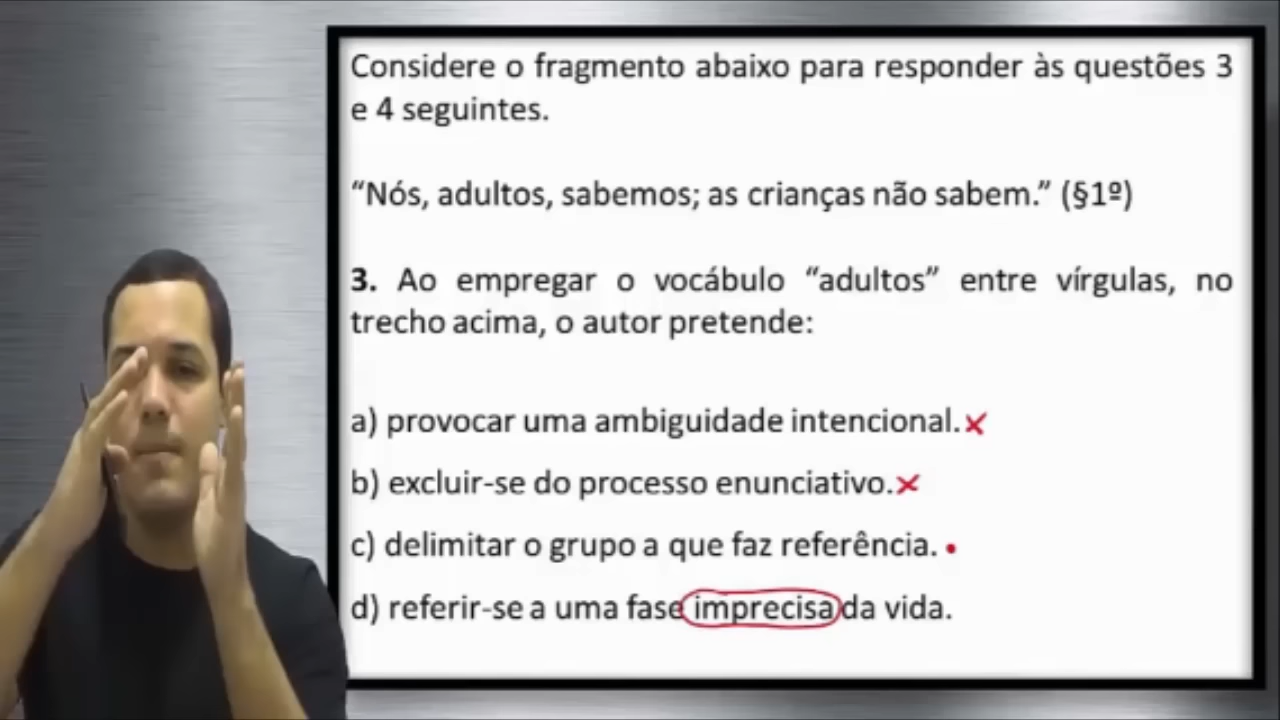 Considere o fragmento abaixo para responder às questões 3
e 4 seguintes.
“Nós, adultos, sabemos; as crianças não sabem.” (§1º)
3. Ao empregar o vocábulo “adultos” entre vírgulas, no
trecho acima, o autor pretende:
a) provocar uma ambiguidade intencional.
b) excluir-se do processo enunciativo.
c) delimitar o grupo a que faz referência.
d) referir-se a uma fase imprecisa da vida.